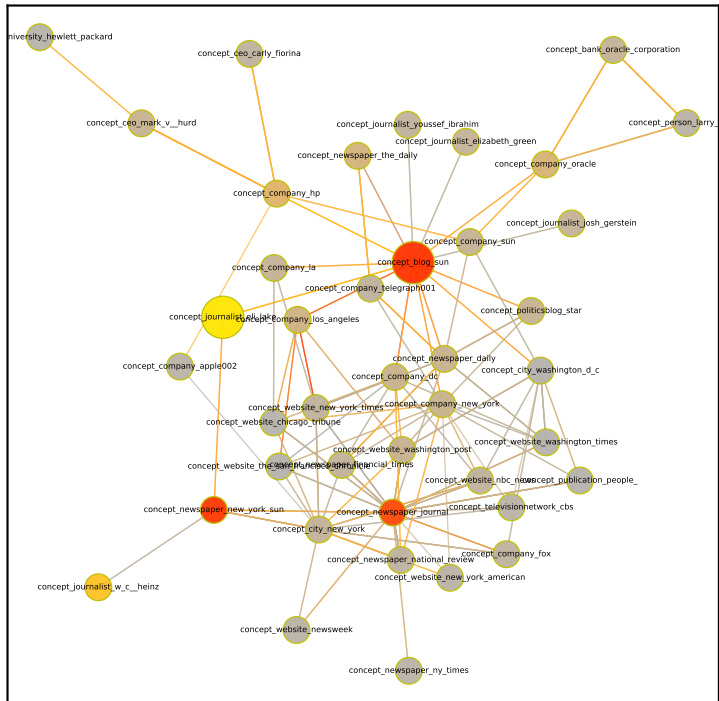 niversity_hewlett_packard
concept_bank_oracle_corporation
concept_ceo_carly_fiorina
concept_ceo_mark_v__hurd
concept_person_larry_
concept_journalist_youssef_ibrahim
concept_journalist_elizabeth_green
concept_newspaper_the_daily
concept_company_oracle
concept_company_hp
concept_journalist_josh_gerstein
concept_company_sun
concept_blog_sun
concept_company_la
concept_company_telegraph001
concept_politicsblog_star
concept_journalist_eli_lake
concept_company_los_angeles
concept_newspaper_daily
concept_company_apple002
concept_city_washington_d_c
concept_company_dc
concept_company_new_york
concept_website_new_york_times
concept_website_chicago_tribune
concept_website_washington_times
concept_website_washington_post
concept_website_the_san_francisco_chronicle
concept_newspaper_financial_times
concept_website_nbc_news
concept_publication_people_
concept_televisionnetwork_cbs
concept_newspaper_new_york_sun
concept_newspaper_journal
concept_city_new_york
concept_company_fox
concept_newspaper_national_review
concept_website_new_york_american
concept_journalist_w_c__heinz
concept_website_newsweek
concept_newspaper_ny_times